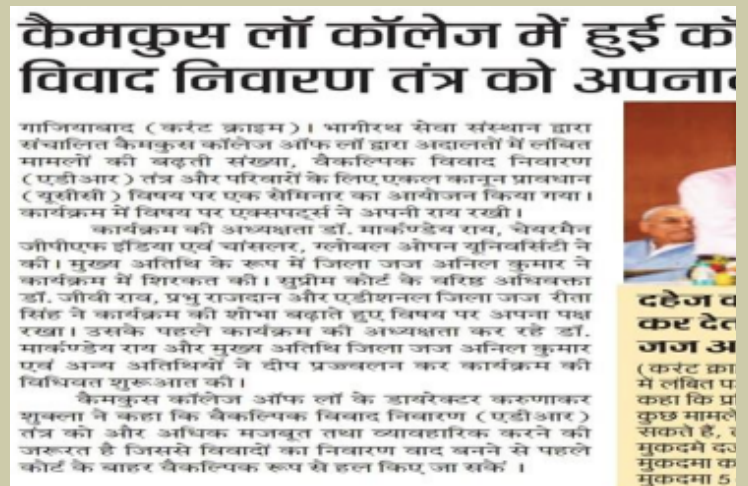 कैमकुस लॉ कॉलेज में हुई
विवाद निवारण तंत्र को
गाजियाबाद (करंट क्राइम)। भागीरथ सेवा संस्थान द्वारा
संचालित कैमकुस कॉलेज ऑफ लॉ द्वारा अदालतों में लंबित
मामलों की बढ़ती संख्या, वैकल्पिक विवाद निवारण
(एडीआर) तंत्र और परिवारों के लिए एकल कानून प्रावधान
(यूसीसी) विषय पर एक सेमिनार का आयोजन किया गया।
कार्यक्रम में विषय पर एक्सपर्ट्स ने अपनी राय रखी।
कार्यक्रम की अध्यक्षता डॉ. मार्कण्डेय राय, चेयरमैन
जीपीएफ इंडिया एवं चांसलर, ग्लोबल ओपन यूनिवर्सिटी ने
की। मुख्य अतिथि के रूप में जिला जज अनिल कुमार ने
कार्यक्रम में शिरकत की। सुप्रीम कोर्ट के वरिष्ठ अधिवक्ता
डॉ. जीवी राव, प्रभु राजदान और एडीशनल जिला जज रीता
सिंह ने कार्यक्रम की शोभा बढ़ाते हुए विषय पर अपना पक्ष
रखा। उसके पहले कार्यक्रम की अध्यक्षता कर रहे डॉ.
मार्कण्डेय राय और मुख्य अतिथि जिला जज अनिल कुमार
एवं अन्य अतिथियों ने दीप प्रज्वलन कर कार्यक्रम की
विधिवत शुरूआत की।
कैमकुस कॉलेज ऑफ लॉ के डायरेक्टर करुणाकर
शुक्ला ने कहा कि वैकल्पिक विवाद निवारण (एडीआर)
तंत्र को और अधिक मजबूत तथा व्यावहारिक करने की
जरूरत है जिससे विवादों का निवारण वाद बनने से पहले
कोर्ट के बाहर वैकल्पिक रूप से हल किए जा सकें ।
दहेज
कर
जज
(करंट
में लंबित
कहा कि
कुछ मामले
सकते हैं,
मुकदमे
मुकदमा
मुकदमा 5